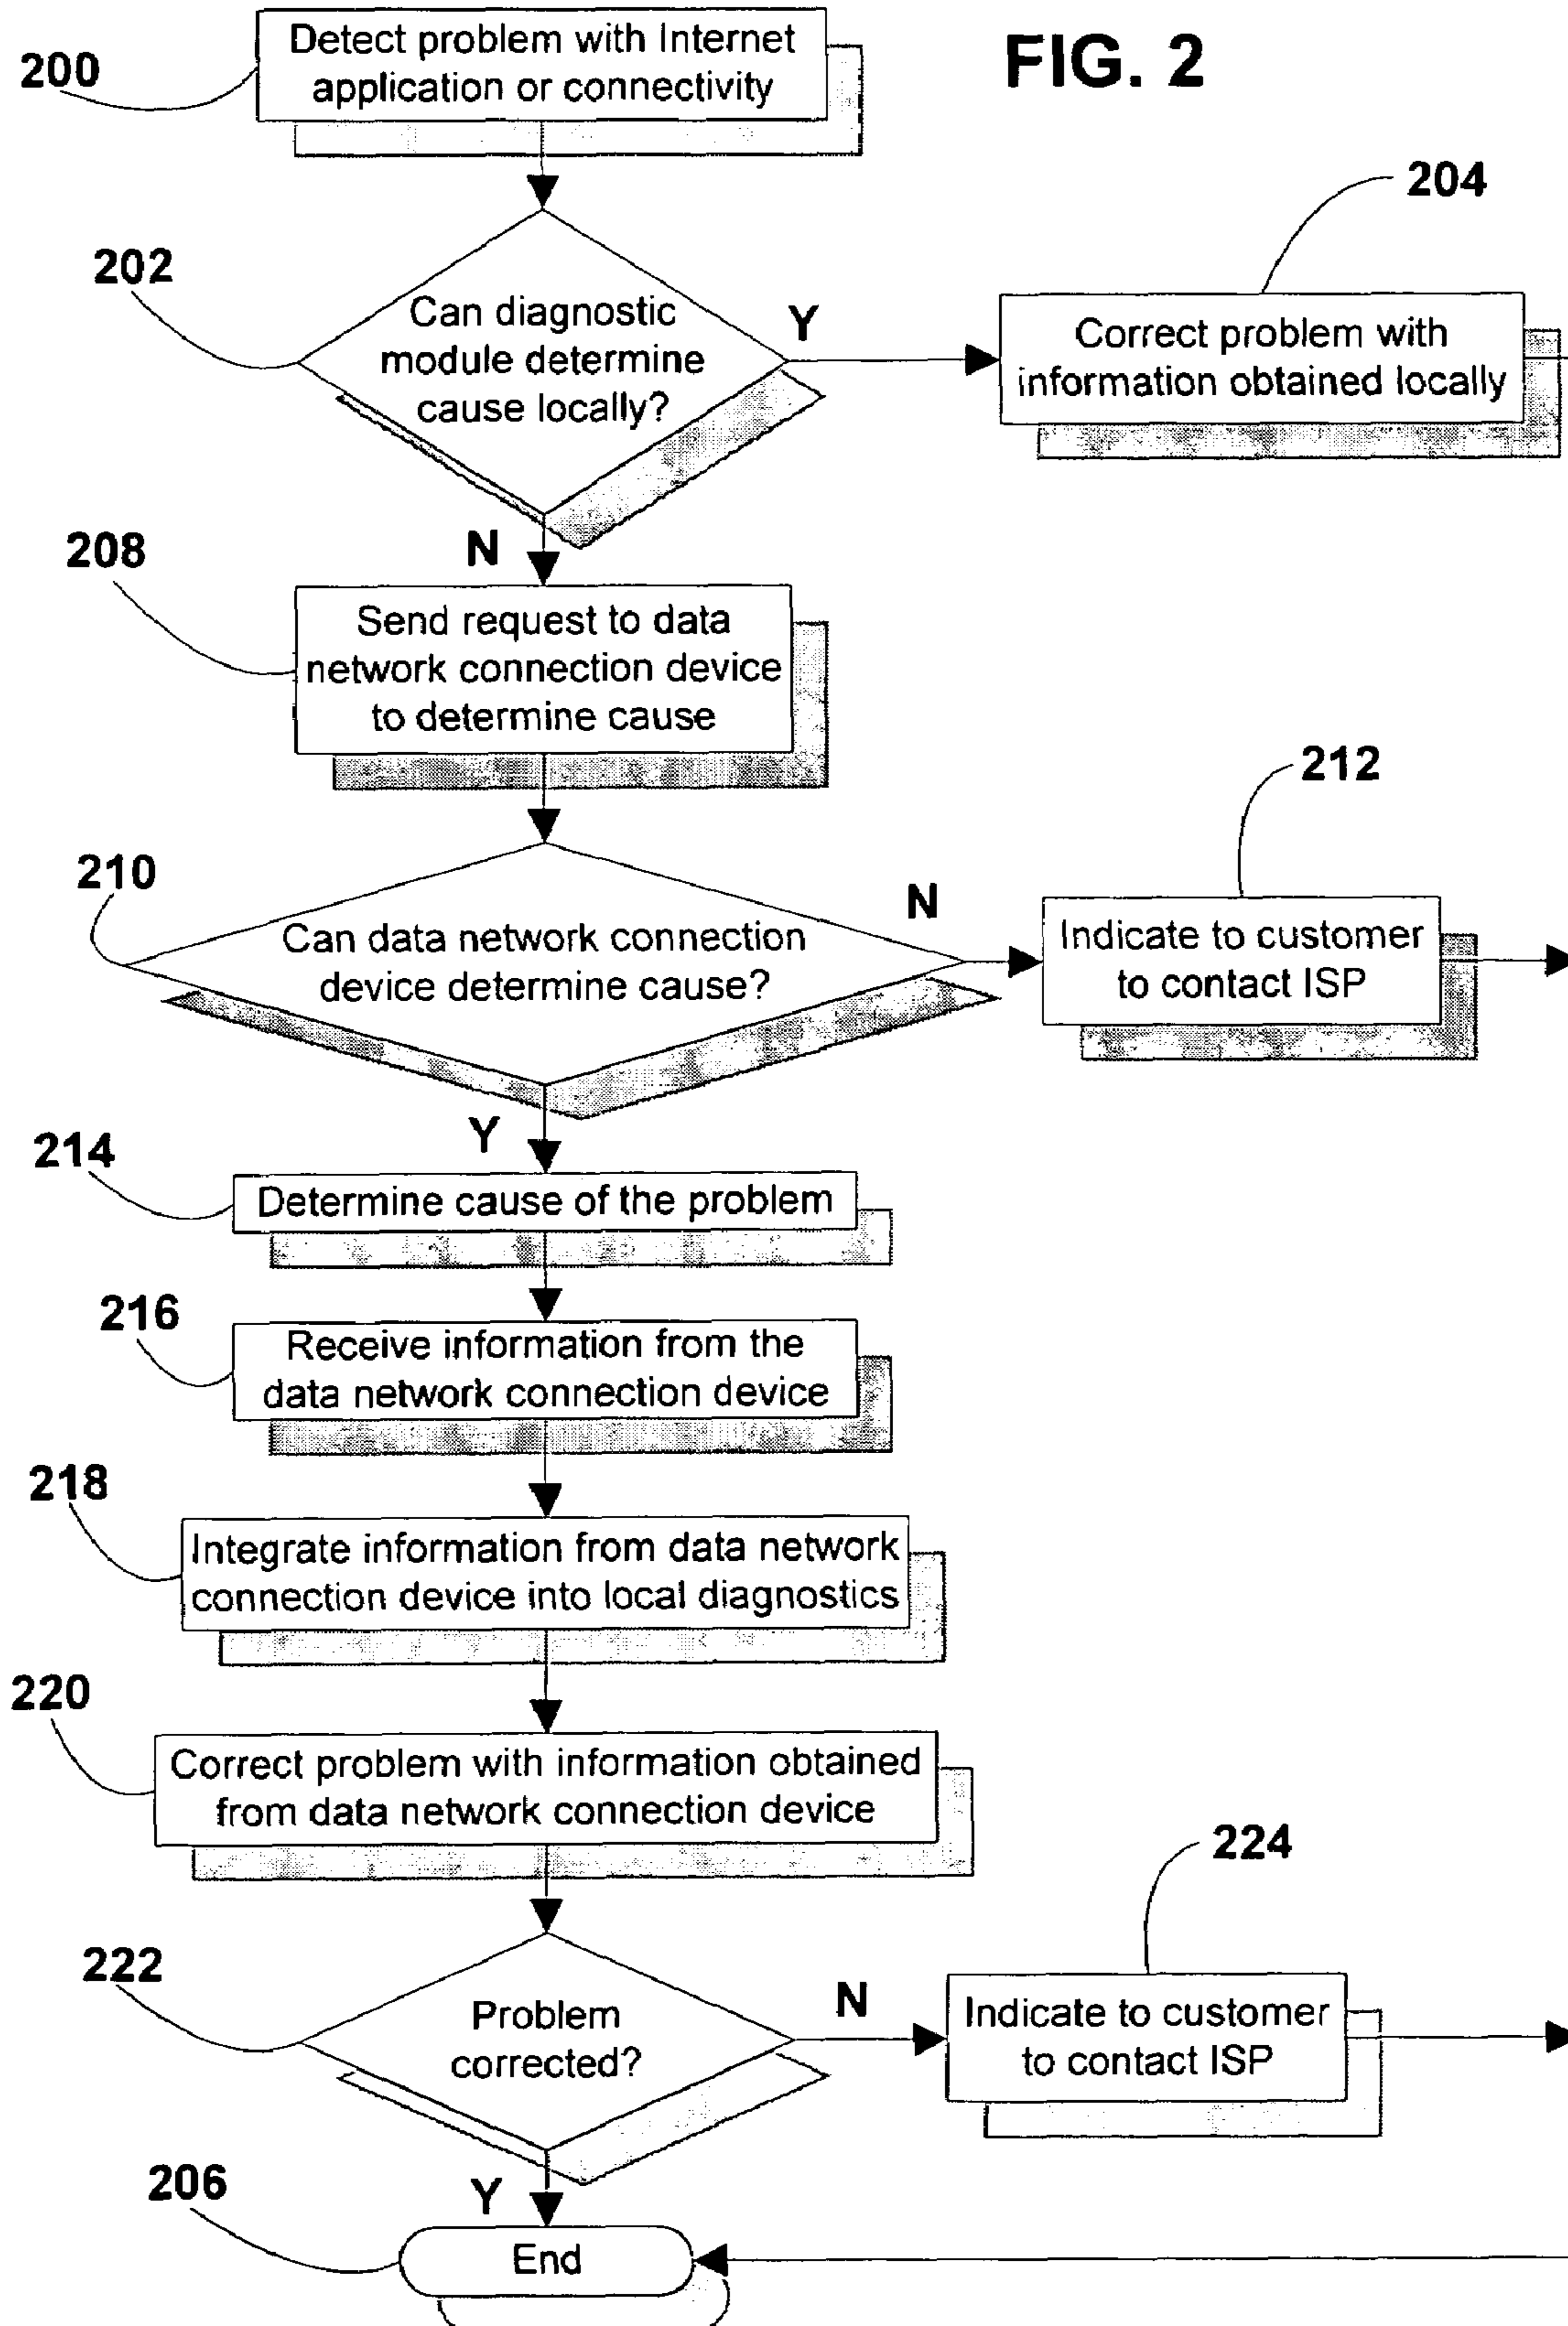 FIG. 2
200
Detect problem with Internet
application or connectivity
202
Can diagnostic
module determine
cause locally?
Y
204
Correct problem with
information obtained locally
N
208
Send request to data
network connection device
to determine cause
210
Can data network connection
device determine cause?
N
212
Indicate to customer
to contact ISP
Y
214
Determine cause of the problem
216
Receive information from the
data network connection device
218
Integrate information from data network
connection device into local diagnostics
220
Correct problem with information obtained
from data network connection device
222
Problem
corrected?
N
224
Indicate to customer
to contact ISP
Y
206
End